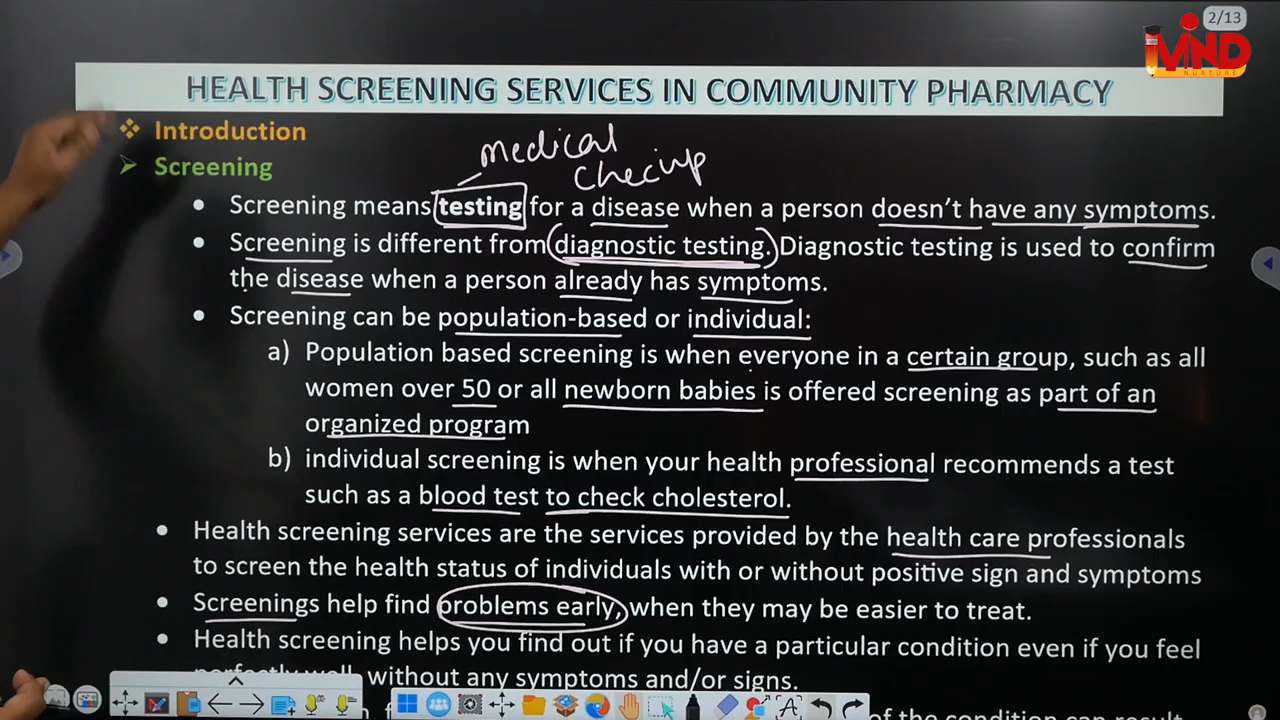 2/13
MIND
NURTURE
HEALTH SCREENING SERVICES IN COMMUNITY PHARMACY
Introduction
medical
checkup
Screening
Screening means testing for a disease when a person doesn't have any symptoms.
Screening is different from diagnostic testing. Diagnostic testing is used to confirm
the disease when a person already has symptoms.
Screening can be population-based or individual:
a) Population based screening is when everyone in a certain group, such as all
women over 50 or all newborn babies is offered screening as part of an
organized program
b) individual screening is when your health professional recommends a test
such as a blood test to check cholesterol.
Health screening services are the services provided by the health care professionals
to screen the health status of individuals with or without positive sign and symptoms
Screenings help find problems early, when they may be easier to treat.
Health screening helps you find out if you have a particular condition even if you feel
perfectly well, without any symptoms and/or signs.
of the condition can result